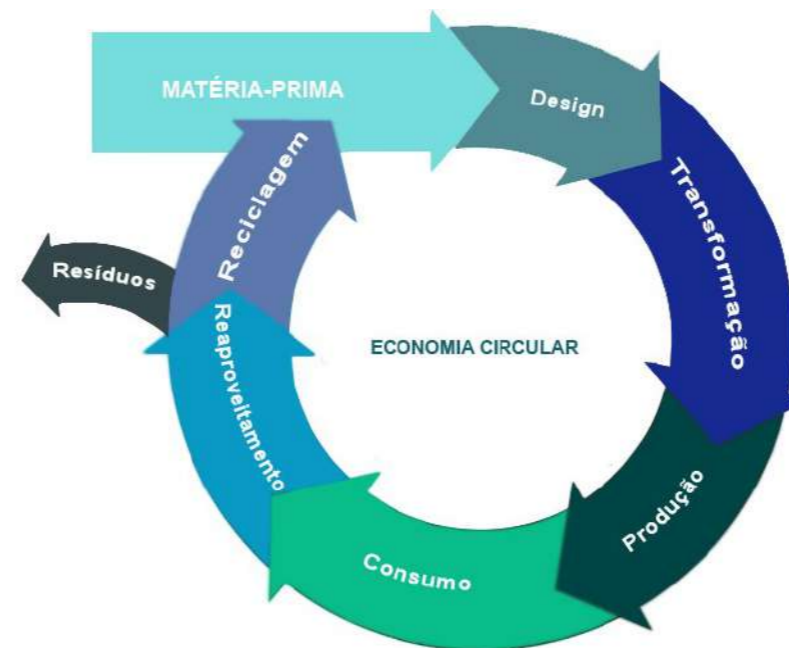 MATÉRIA-PRIMA
Design
Transformação
Produção
Consumo
Reaproveitamento
Reciclagem
Resíduos
ECONOMIA CIRCULAR